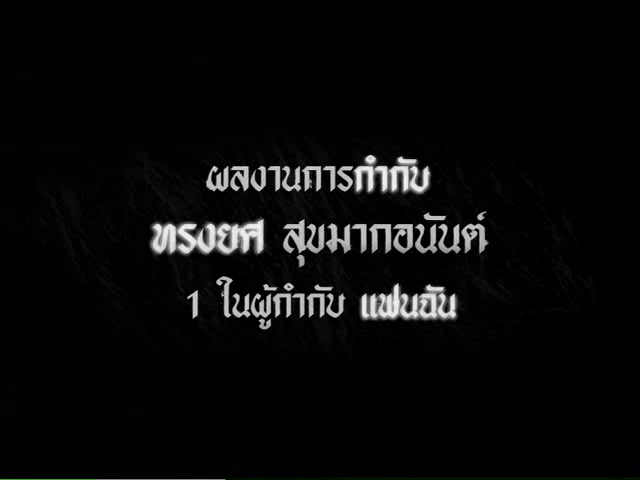 ผลงานการกำกับ
ทรงยศ สุขมากอนันต์
1 ในผู้กำกับ แฟนฉัน